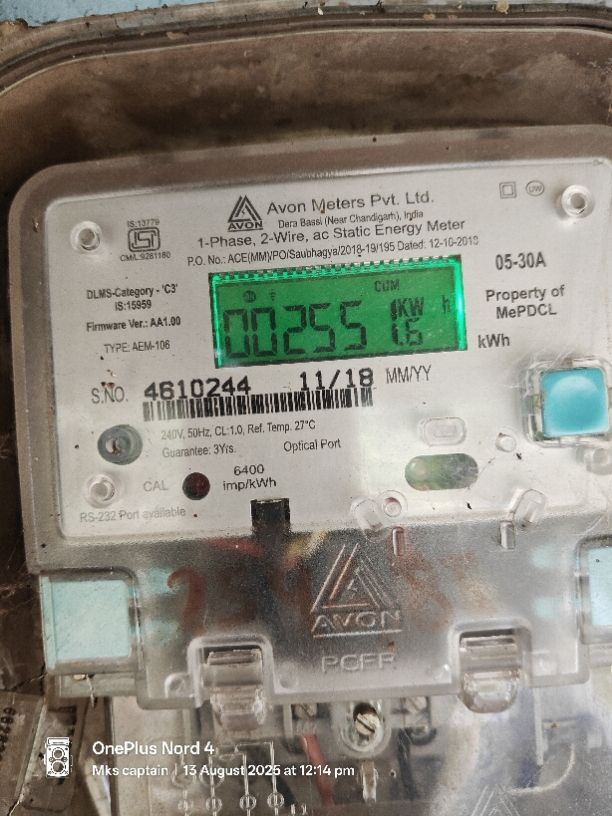 AVON
Avon Meters Pvt. Ltd.
Dera Bassi (Near Chandigarh), India
1-Phase, 2-Wire, ac Static Energy Meter
P.O. No.: ACE(MM)/PO/Saubhagya/2018-19/195 Dated: 12-10-2018
UW
IS:13779
ISI
CM/L:9281180
05-30A
Property of
MePDCL
DLMS-Category - 'C3'
IS:15959
Firmware Ver.: AA1.00
TYPE: AEM-106
CUM
002551.6 KW h
kWh
S.NO. 4610244 11/18 MM/YY
240V, 50Hz, CL:1.0, Ref. Temp. 27°C
Guarantee: 3Yrs. Optical Port
CAL
6400
imp/kWh
RS-232 Port available
AVON
OnePlus Nord 4
Mks captain | 13 August 2025 at 12:14 pm